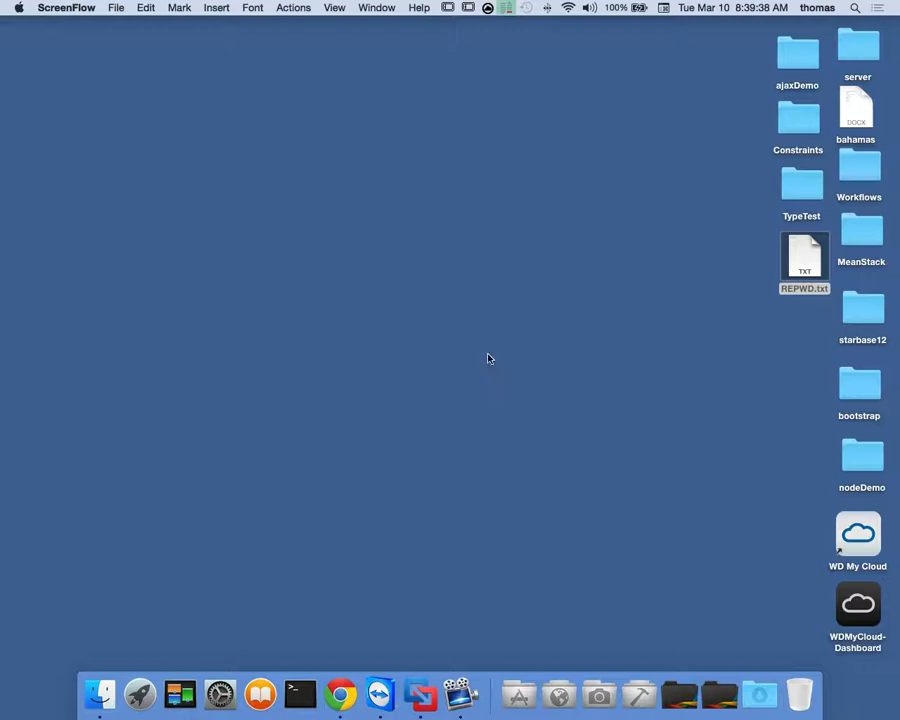 ScreenFlow File Edit Mark Insert Font Actions View Window Help 100% Tue Mar 10 8:39:38 AM thomas
server
ajaxDemo
DOCX
bahamas
Constraints
Workflows
TypeTest
MeanStack
TXT
REPWD.txt
starbase12
bootstrap
nodeDemo
WD My Cloud
WDMyCloud-
Dashboard
>_